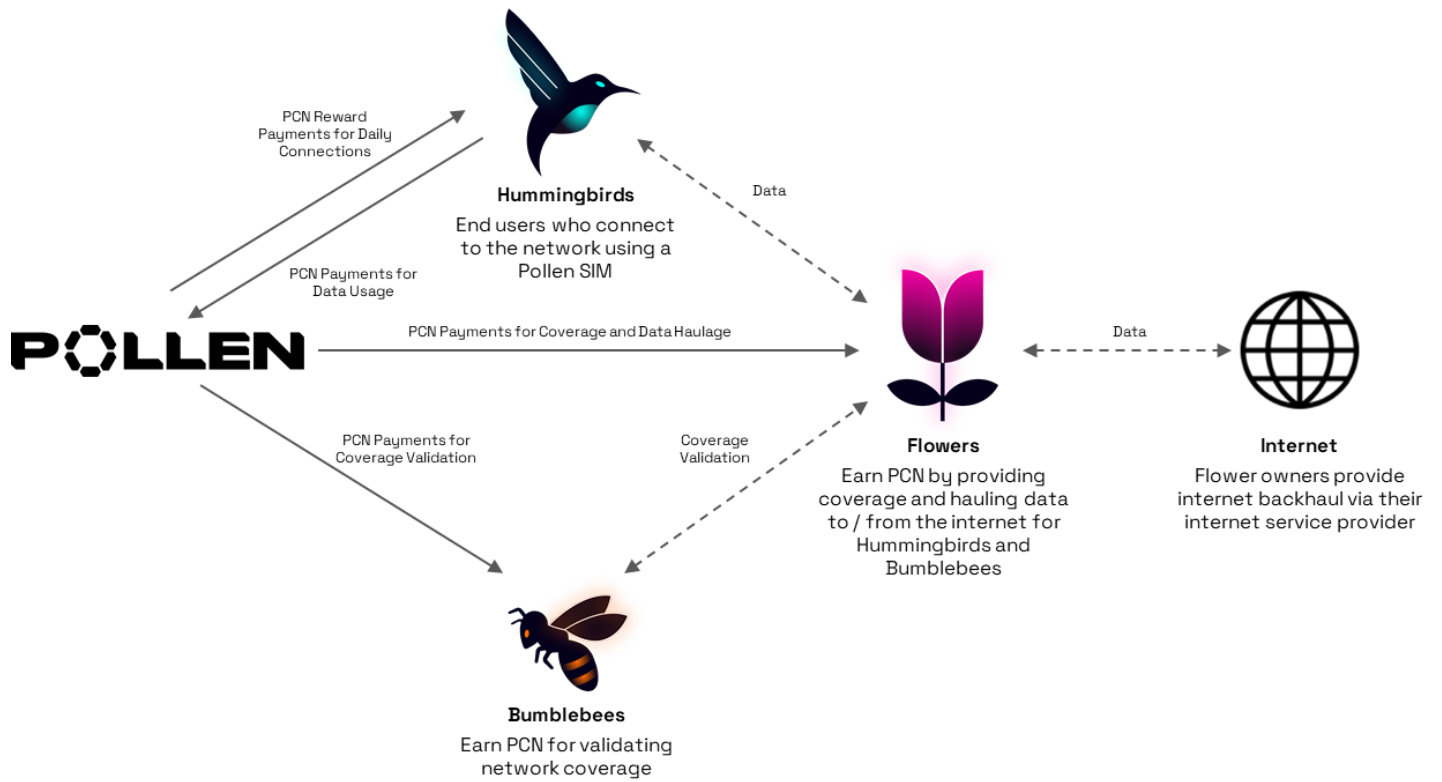 PCN Reward
Payments for Daily
Connections
Hummingbirds
End users who connect
to the network using a
Pollen SIM
Data
PCN Payments for
Data Usage
POLLEN
PCN Payments for Coverage and Data Haulage
Data
PCN Payments for
Coverage Validation
Coverage
Validation
Flowers
Earn PCN by providing
coverage and hauling data
to / from the internet for
Hummingbirds and
Bumblebees
Internet
Flower owners provide
internet backhaul via their
internet service provider
Bumblebees
Earn PCN for validating
network coverage